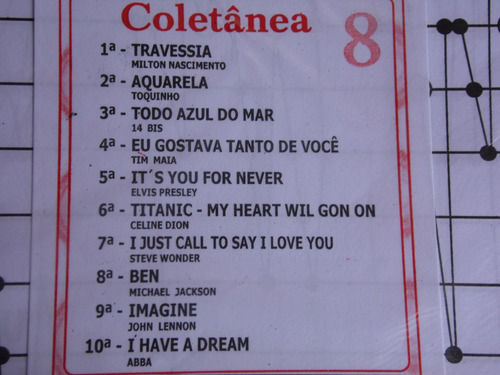 Coletânea 8
1ª - TRAVESSIA
MILTON NASCIMENTO
2ª - AQUARELA
TOQUINHO
3ª - TODO AZUL DO MAR
14 BIS
4ª - EU GOSTAVA TANTO DE VOCÊ
TIM MAIA
5ª - IT´S YOU FOR NEVER
ELVIS PRESLEY
6ª - TITANIC - MY HEART WIL GON ON
CELINE DION
7ª - I JUST CALL TO SAY I LOVE YOU
STEVE WONDER
8ª - BEN
MICHAEL JACKSON
9ª - IMAGINE
JOHN LENNON
10ª - I HAVE A DREAM
ABBA